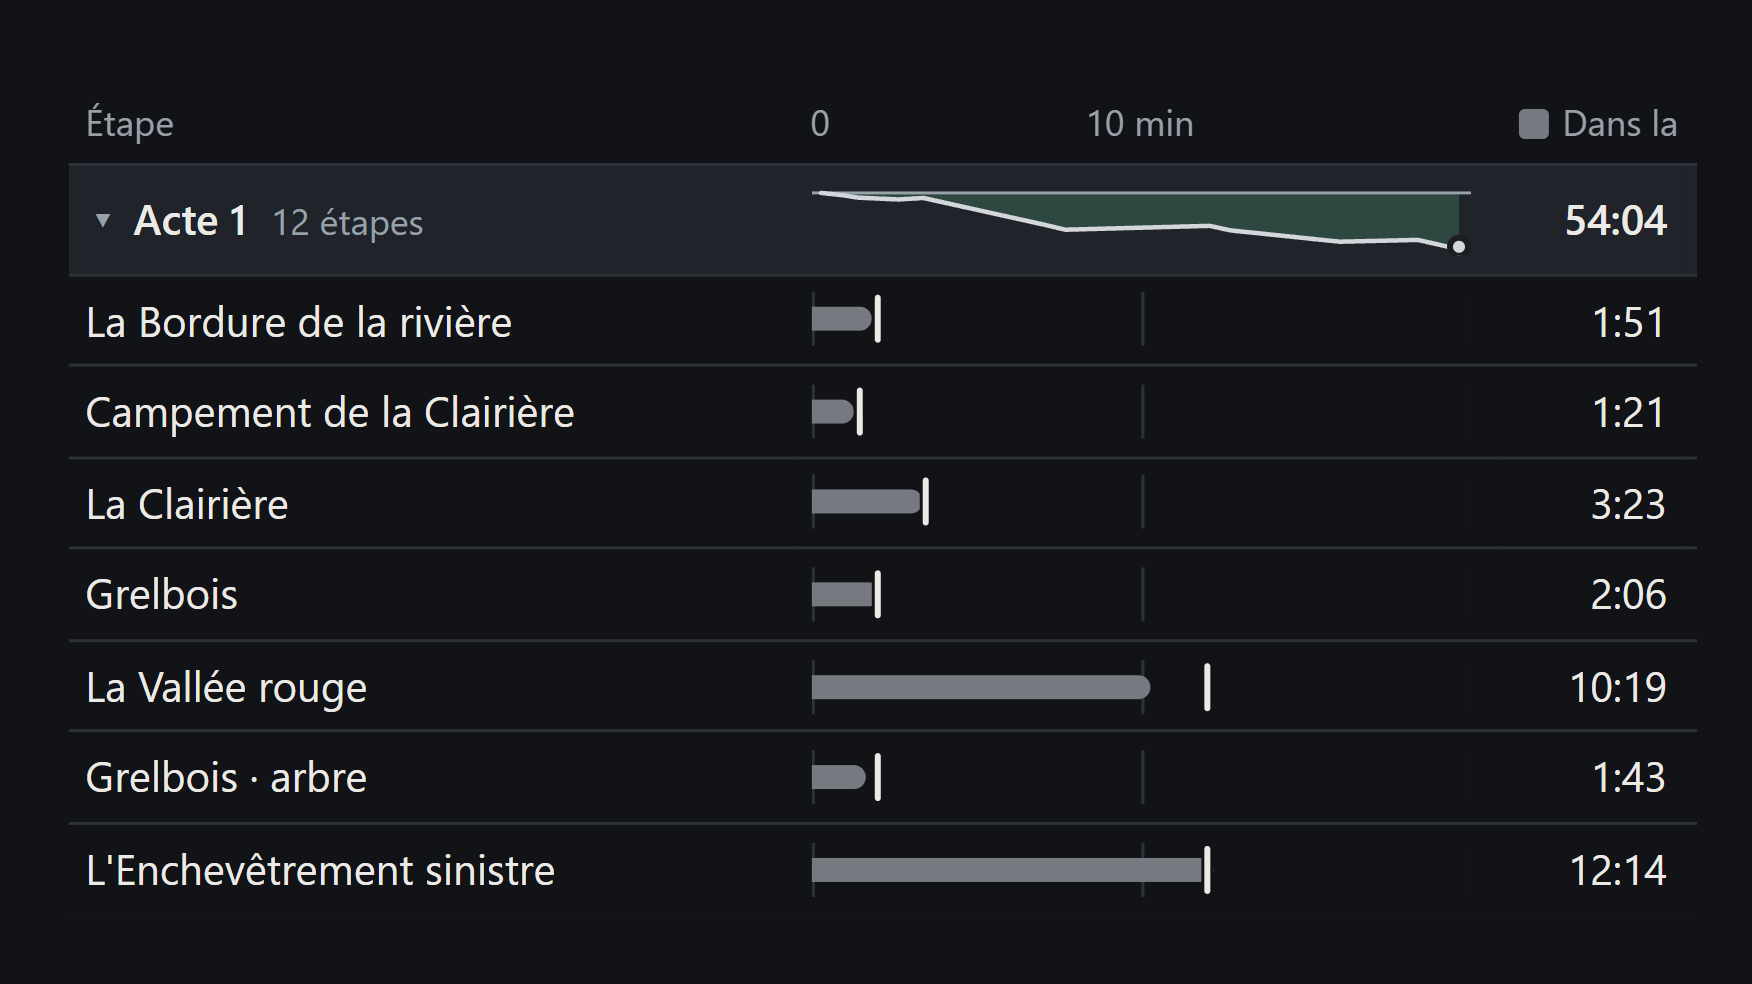 Étape 0 10 min Dans la
Acte 1 12 étapes 54:04
La Bordure de la rivière 1:51
Campement de la Clairière 1:21
La Clairière 3:23
Grelbois 2:06
La Vallée rouge 10:19
Grelbois · arbre 1:43
L'Enchevêtrement sinistre 12:14